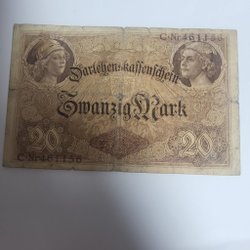 C·Nr 461156
Darlehenskassenschein
Zwanzig Mark
20 20
C·Nr 461156